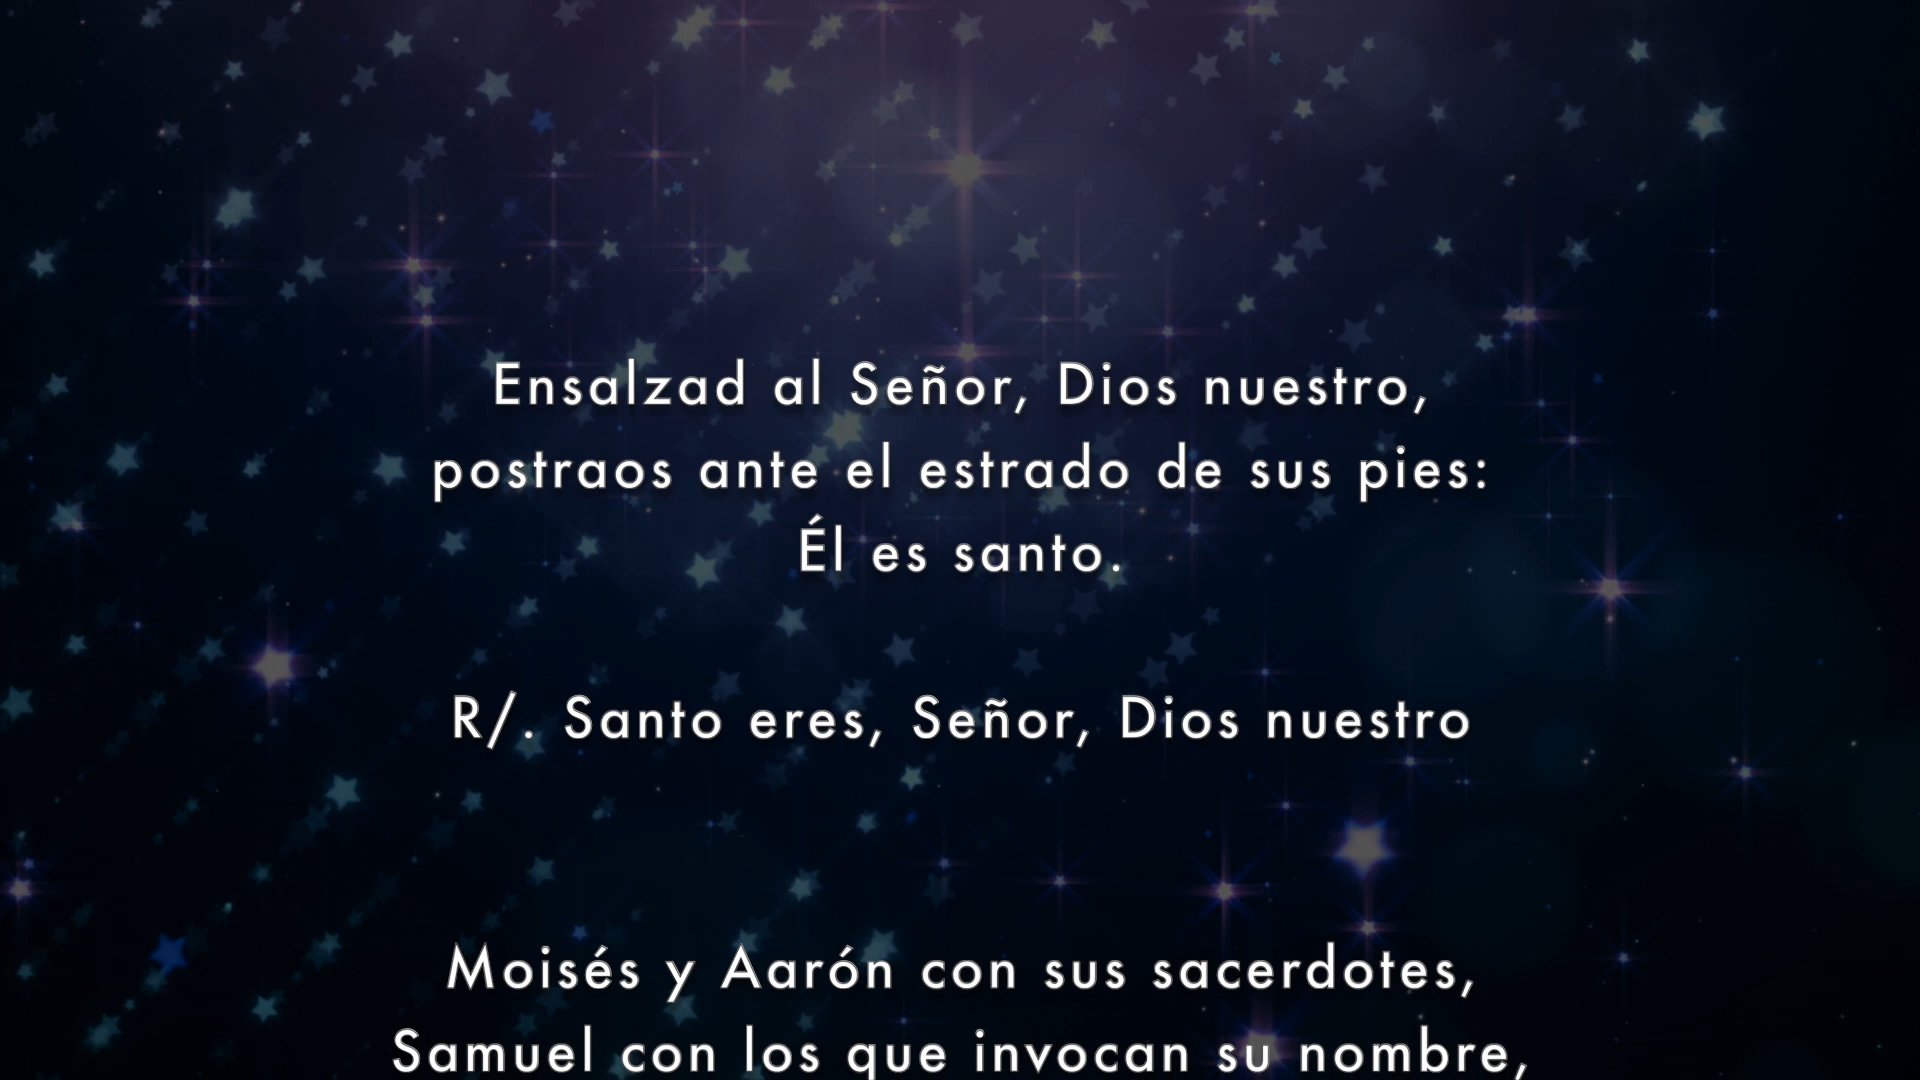 Ensalzad al Señor, Dios nuestro,
postraos ante el estrado de sus pies:
Él es santo.
R/. Santo eres, Señor, Dios nuestro
Moisés y Aarón con sus sacerdotes,
Samuel con los que invocan su nombre,